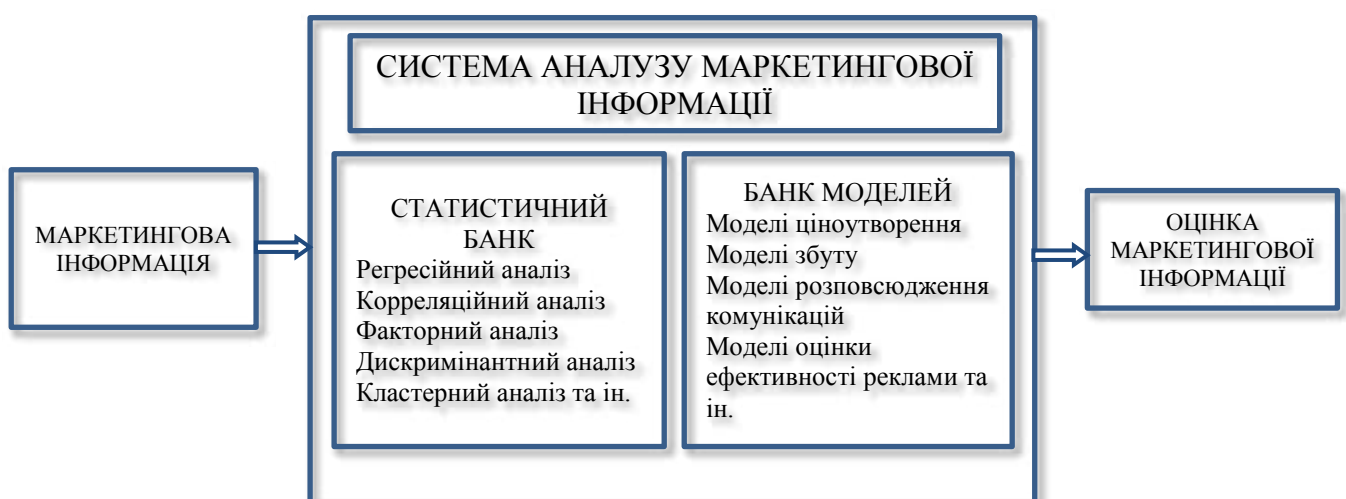 СИСТЕМА АНАЛУЗУ МАРКЕТИНГОВОЇ
ІНФОРМАЦІЇ
МАРКЕТИНГОВА
ІНФОРМАЦІЯ
СТАТИСТИЧНИЙ
БАНК
Регресійний аналіз
Корреляційний аналіз
Факторний аналіз
Дискримінантний аналіз
Кластерний аналіз та ін.
БАНК МОДЕЛЕЙ
Моделі ціноутворення
Моделі збуту
Моделі розповсюдження
комунікацій
Моделі оцінки
ефективності реклами та
ін.
ОЦІНКА
МАРКЕТИНГОВОЇ
ІНФОРМАЦІЇ